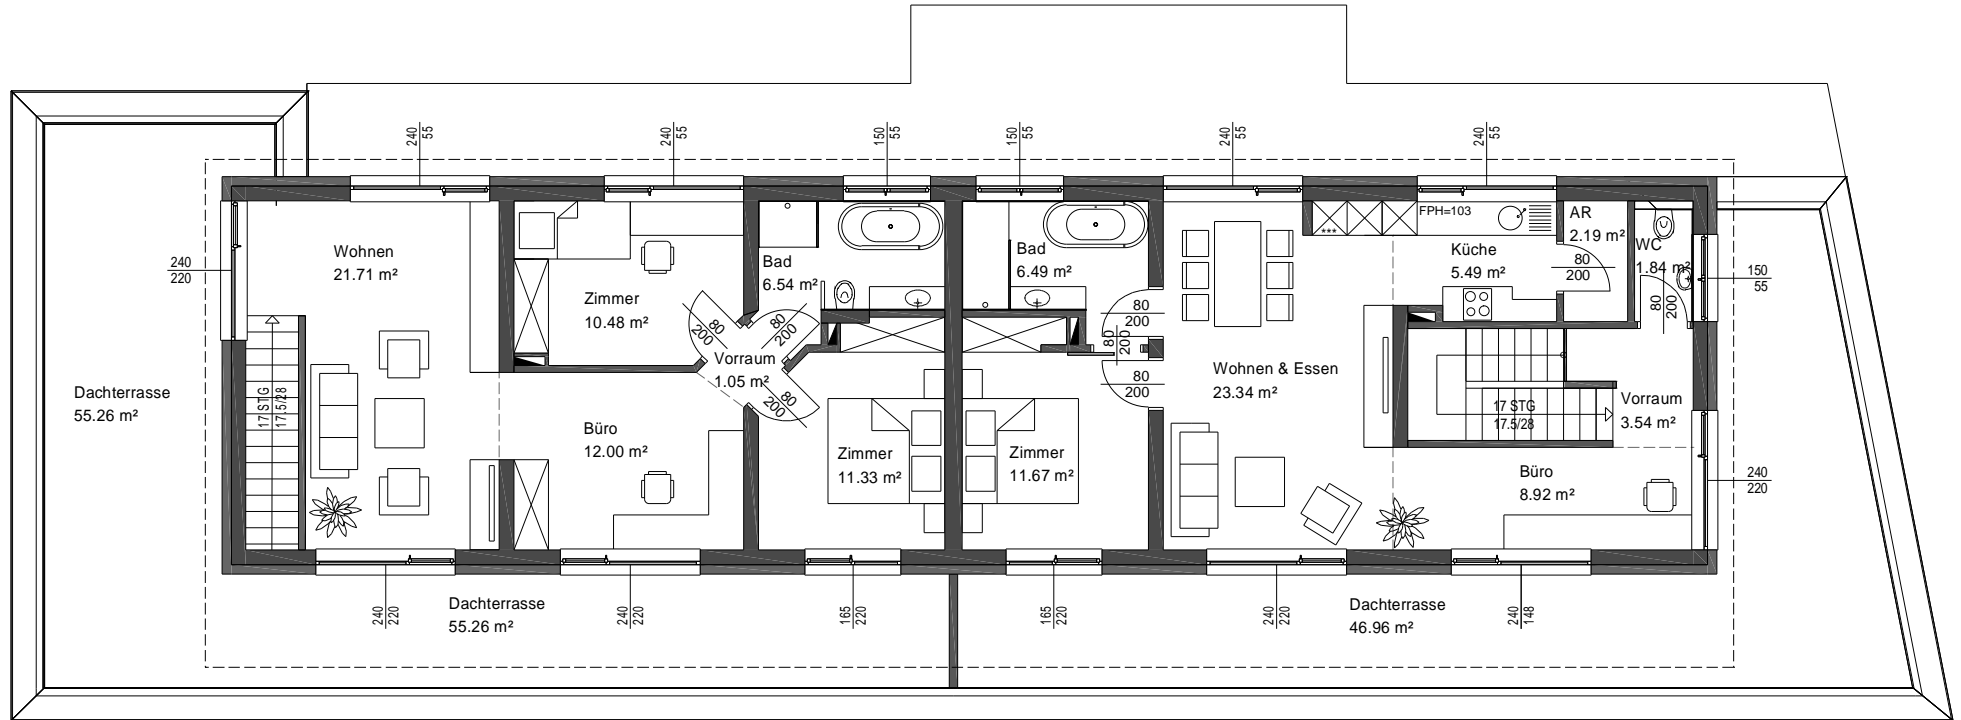 240
55
240
55
150
55
150
55
240
55
240
55
Wohnen
21.71 m²
240
220
Dachterrasse
55.26 m²
17 STG
17.5/28
Zimmer
10.48 m²
Bad
6.54 m²
80
200
80
200
Vorraum
1.05 m²
80
200
Büro
12.00 m²
Zimmer
11.33 m²
Bad
6.49 m²
80
200
80
200
80
200
Zimmer
11.67 m²
Wohnen & Essen
23.34 m²
***
FPH=103
Küche
5.49 m²
AR
2.19 m²
80
200
WC
1.84 m²
80
200
150
55
17 STG
17.5/28
Vorraum
3.54 m²
Büro
8.92 m²
240
220
240
220
Dachterrasse
55.26 m²
240
220
165
220
165
220
240
220
Dachterrasse
46.96 m²
240
148